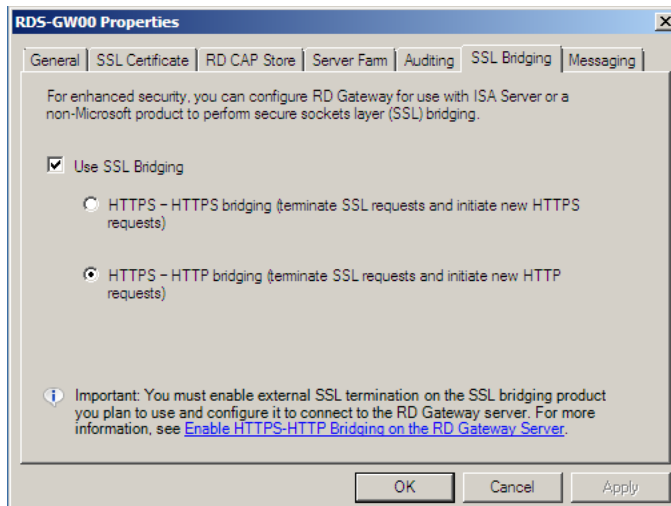 RDS-GW00 Properties
General
SSL Certificate
RD CAP Store
Server Farm
Auditing
SSL Bridging
Messaging
For enhanced security, you can configure RD Gateway for use with ISA Server or a
non-Microsoft product to perform secure sockets layer (SSL) bridging.
Use SSL Bridging
HTTPS – HTTPS bridging (terminate SSL requests and initiate new HTTPS
requests)
HTTPS – HTTP bridging (terminate SSL requests and initiate new HTTP
requests)
Important: You must enable external SSL termination on the SSL bridging product
you plan to use and configure it to connect to the RD Gateway server. For more
information, see Enable HTTPS-HTTP Bridging on the RD Gateway Server.
OK
Cancel
Apply